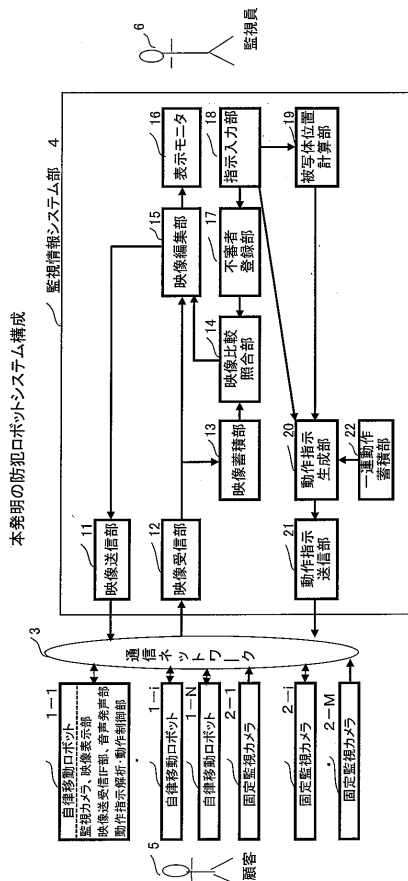 本発明の防犯ロボットシステム構成
1-1
自律移動ロボット
監視カメラ、映像表示部
映像送受信IF部、音声発声部
動作指示解析・動作制御部
1-i
自律移動ロボット
1-N
自律移動ロボット
2-1
固定監視カメラ
2-i
固定監視カメラ
2-M
固定監視カメラ
5
顧客
3
通信ネットワーク
監視情報システム部
4
11
映像送信部
12
映像受信部
13
映像蓄積部
14
映像比較
照合部
15
映像編集部
16
表示モニタ
17
不審者
登録部
18
指示入力部
19
被写体位置
計算部
20
動作指示
生成部
21
動作指示
送信部
22
一連動作
蓄積部
6
監視員